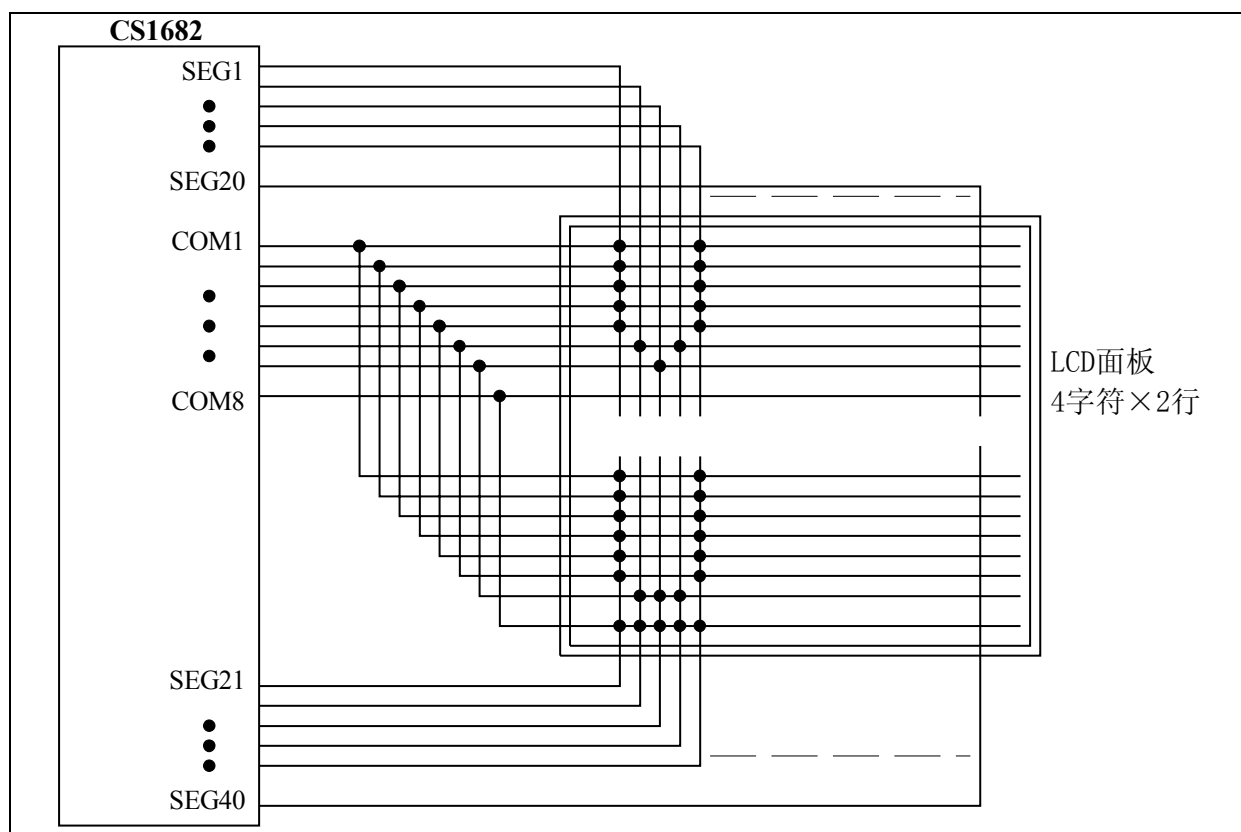 CS1682
SEG1
SEG20
COM1
COM8
LCD面板
4字符×2行
SEG21
SEG40